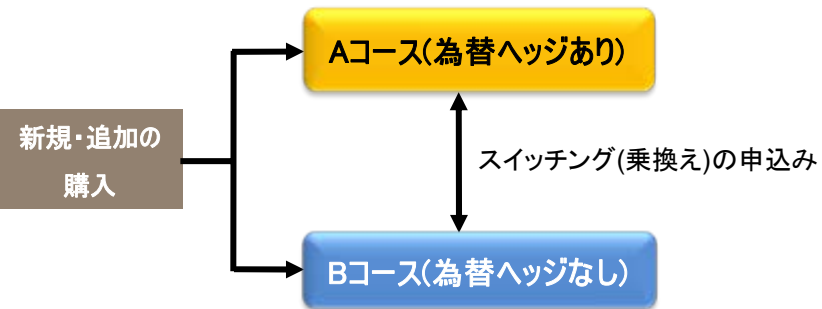 Aコース(為替ヘッジあり)
新規・追加の
購入
スイッチング(乗換え)の申込み
Bコース(為替ヘッジなし)